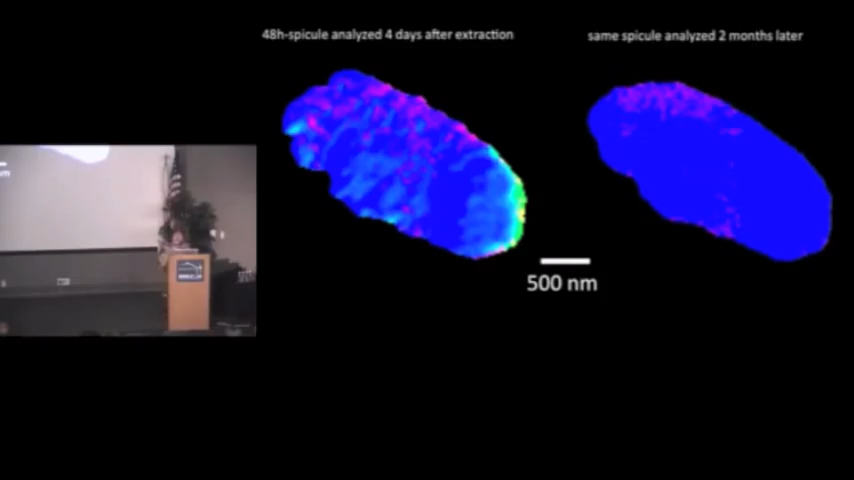 48h-spicule analyzed 4 days after extraction
same spicule analyzed 2 months later
500 nm